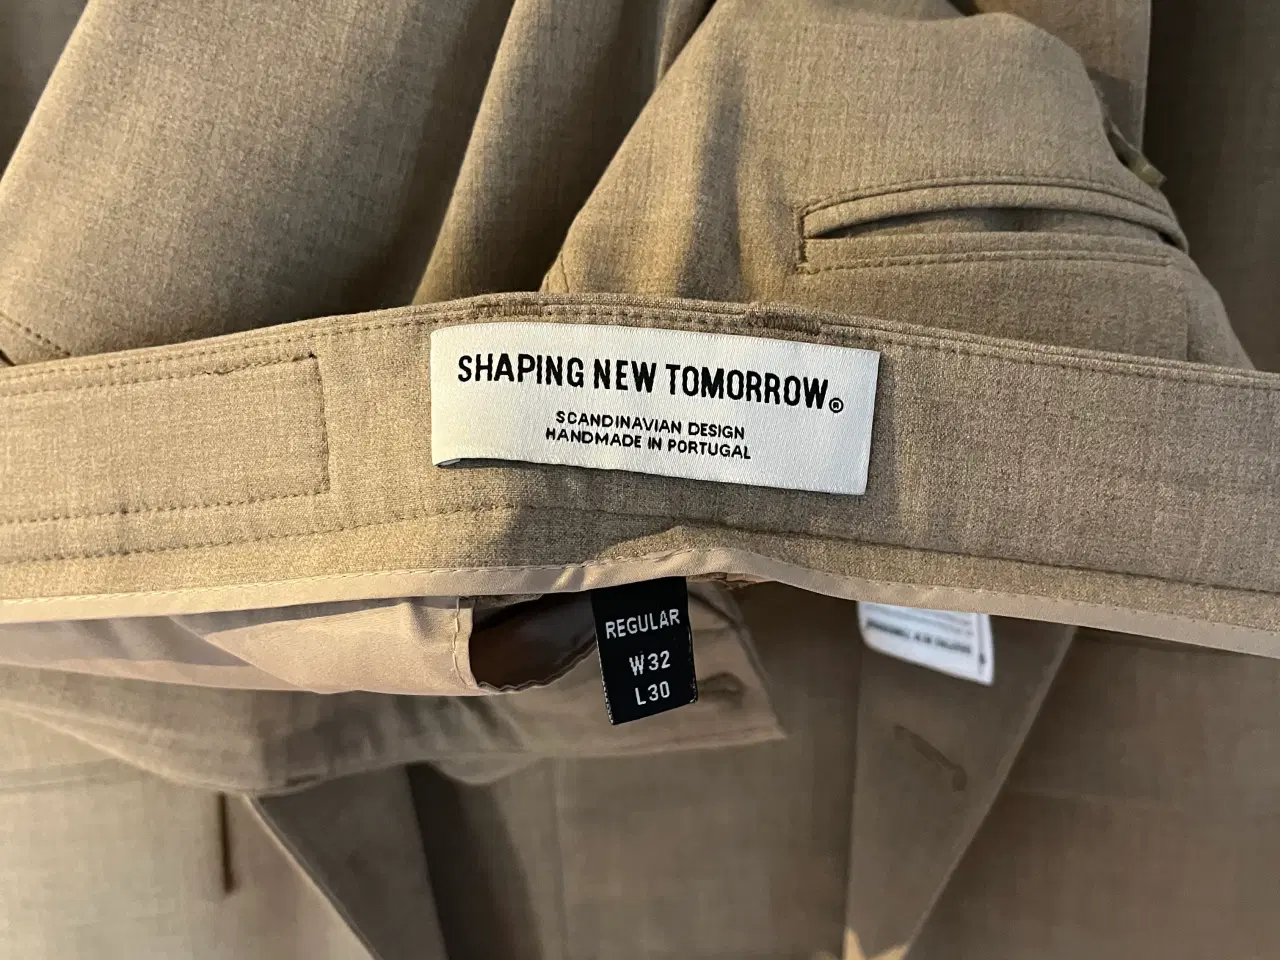 SHAPING NEW TOMORROW®
SCANDINAVIAN DESIGN
HANDMADE IN PORTUGAL
REGULAR
W32
L30